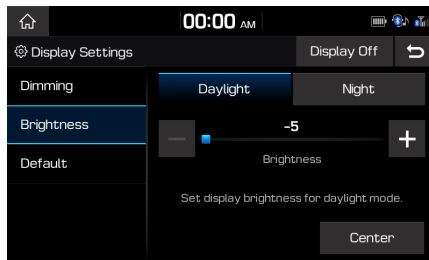 00:00 AM
Display Settings
Display Off
Dimming
Daylight
Night
Brightness
-5
Brightness
Default
Set display brightness for daylight mode.
Center